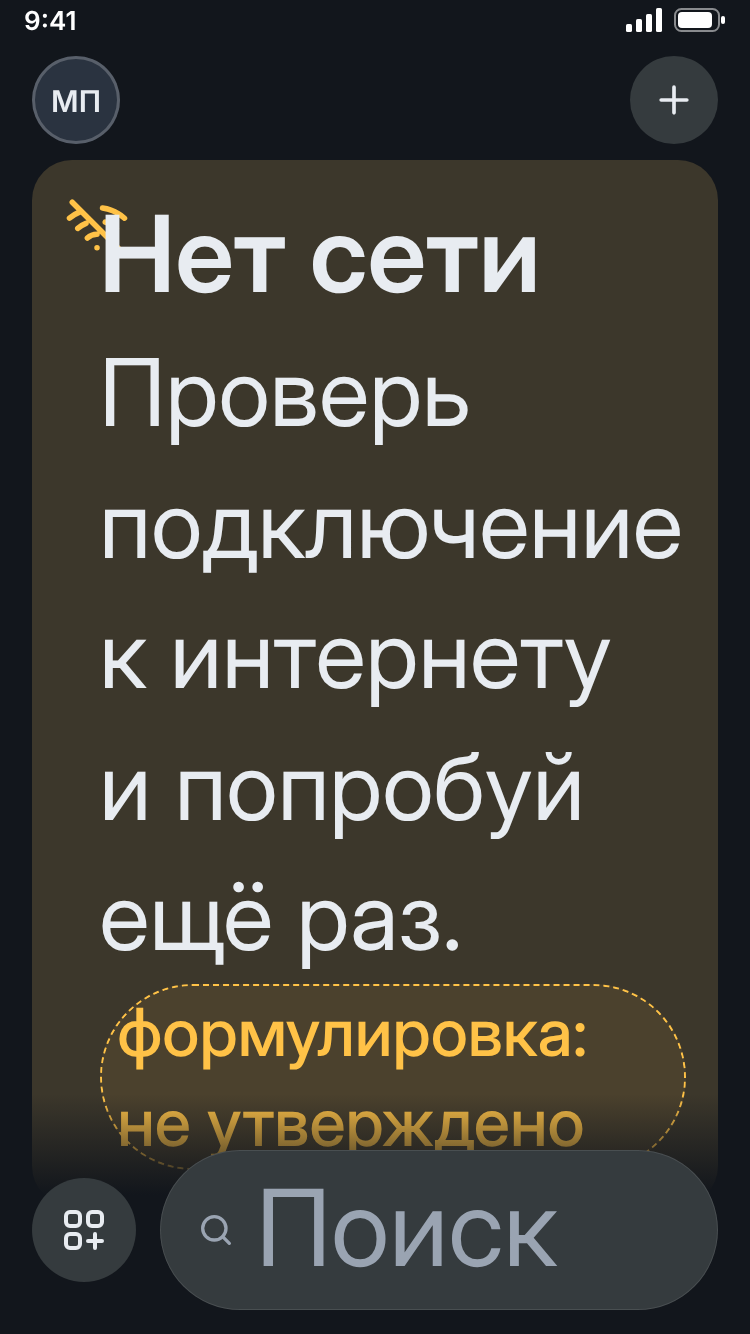 9:41
МП
Нет сети
Проверь
подключение
к интернету
и попробуй
ещё раз.
формулировка:
не утверждено
Поиск